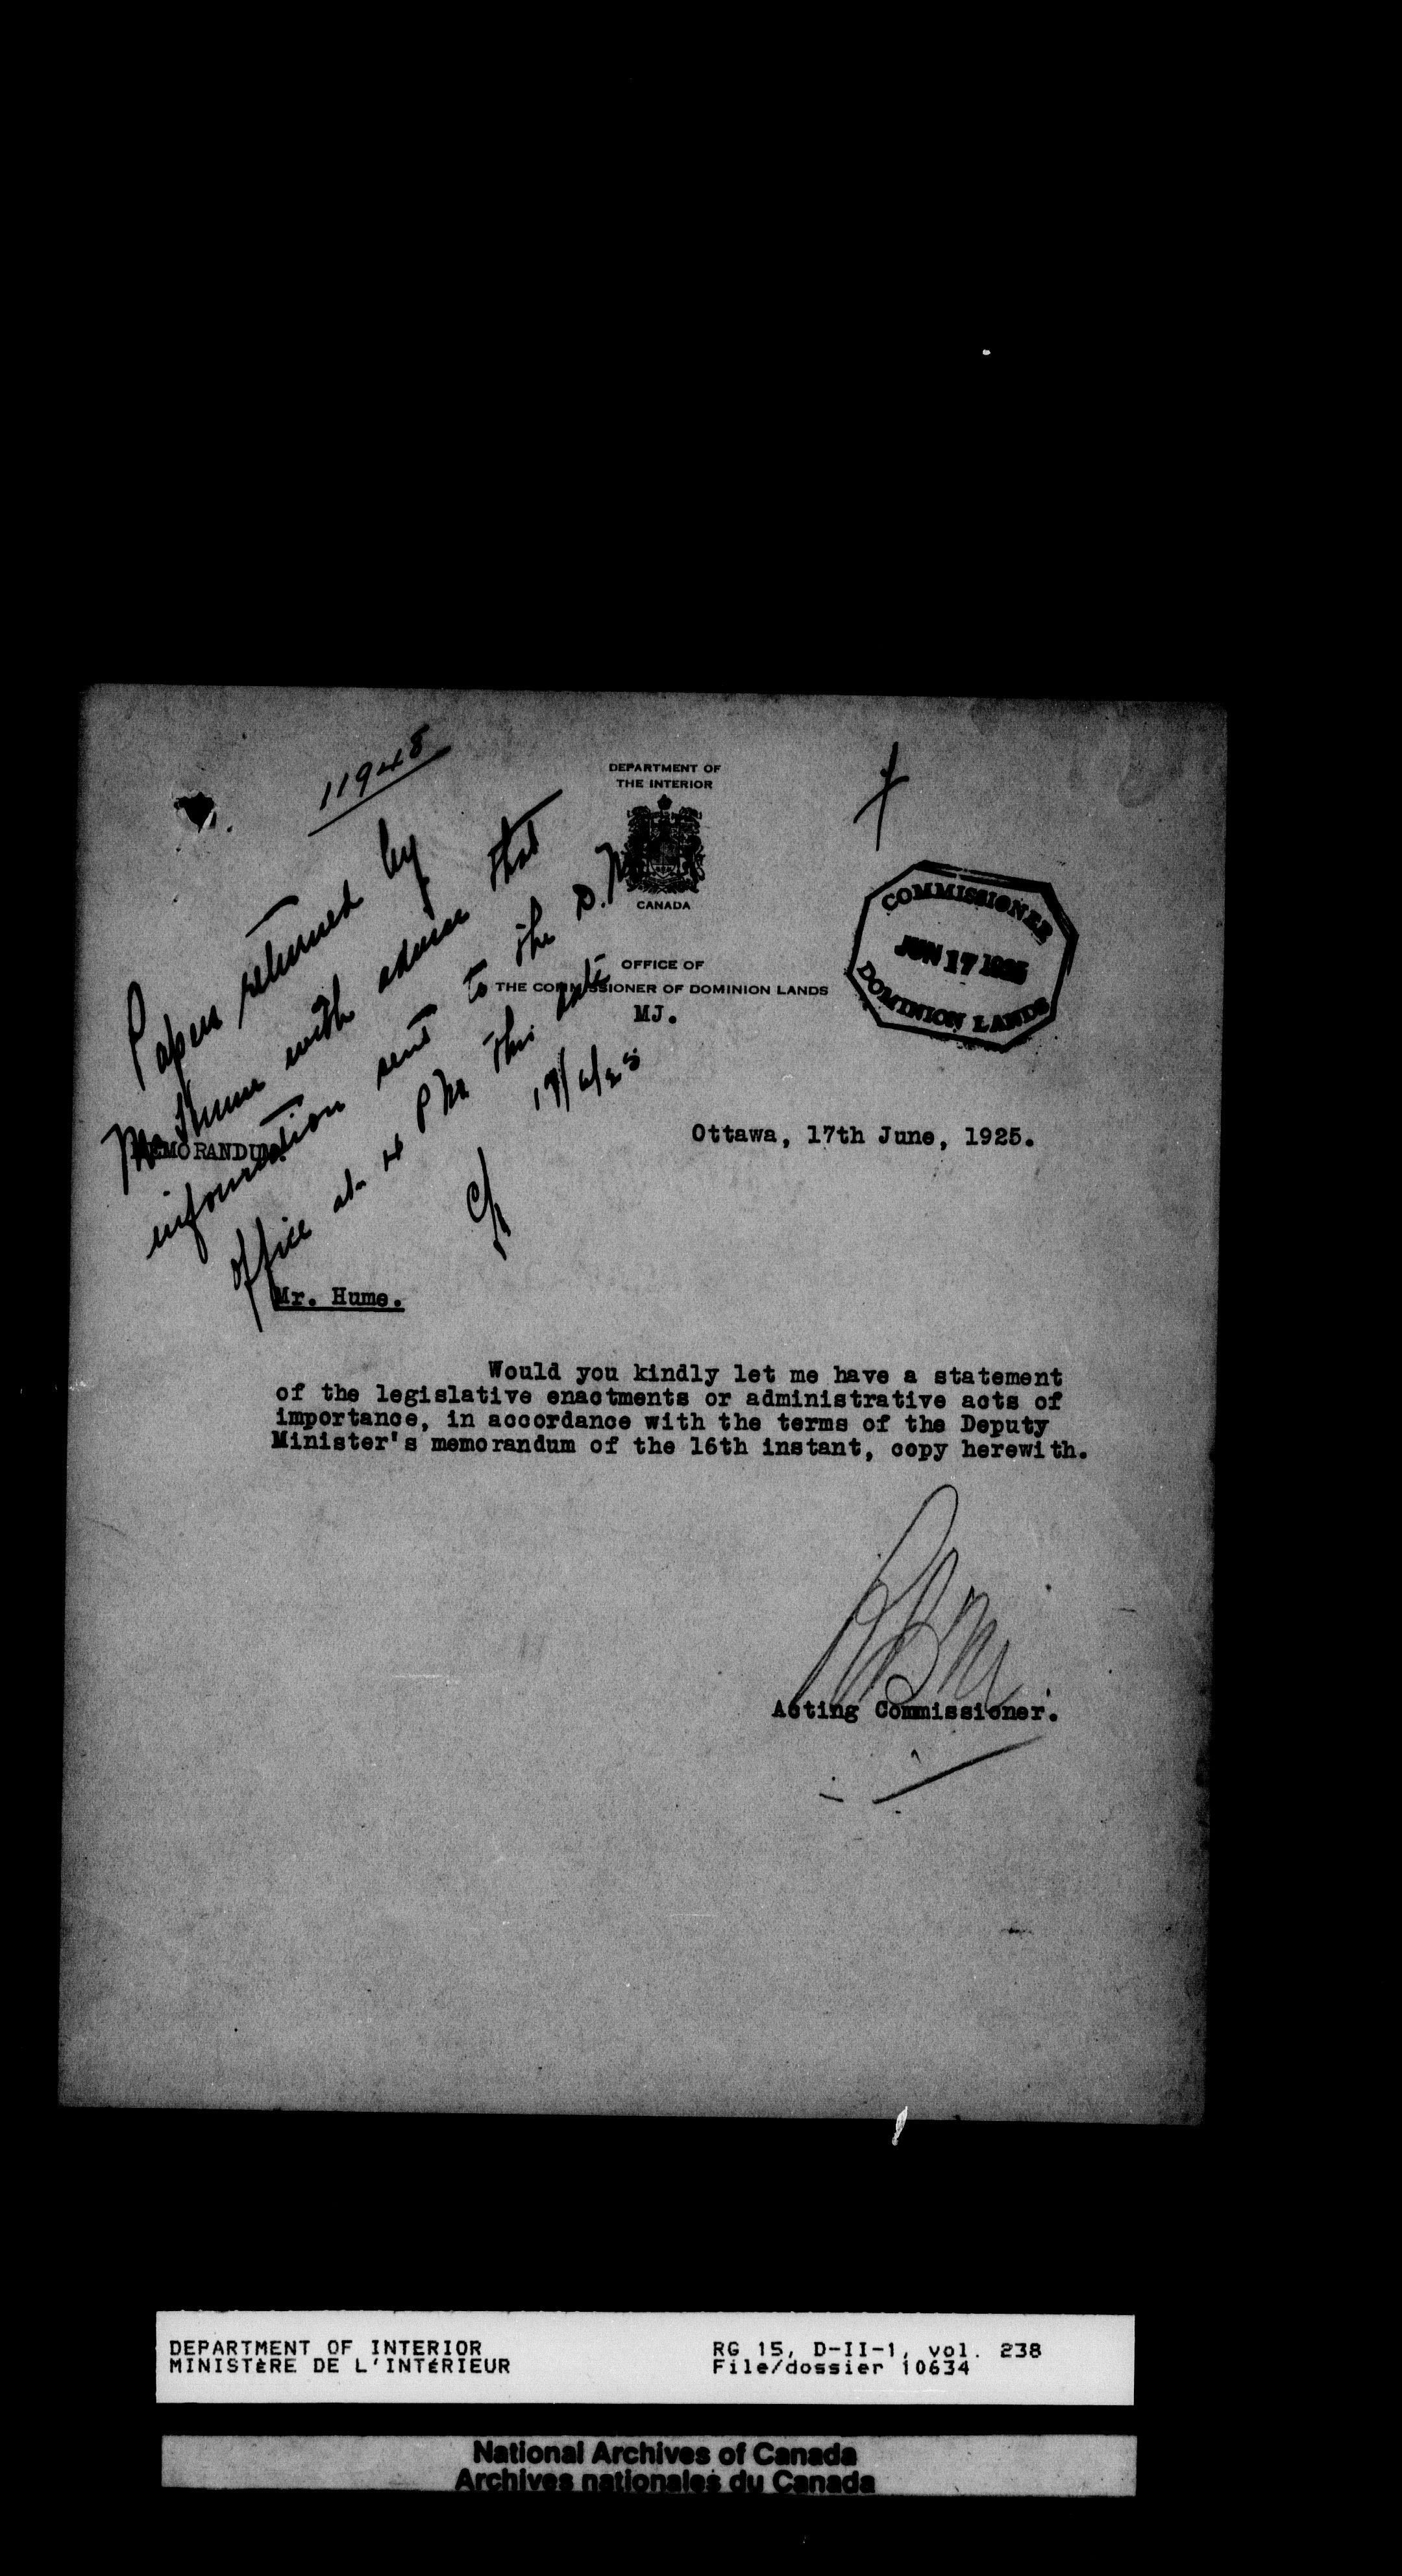 11948
DEPARTMENT OF
THE INTERIOR
CANADA
OFFICE OF
THE COMMISSIONER OF DOMINION LANDS
MJ.
COMMISSIONER
JUN 17 1925
DOMINION LANDS
Papers returned by
Mr Hume with advice that
information sent to the D.M
office at 4 PM this date
17/6/25
Ottawa, 17th June, 1925.
MEMORANDUM.
Mr. Hume.
Would you kindly let me have a statement
of the legislative enactments or administrative acts of
importance, in accordance with the terms of the Deputy
Minister's memorandum of the 16th instant, copy herewith.
Acting Commissioner.
DEPARTMENT OF INTERIOR
MINISTÈRE DE L'INTÉRIEUR
RG 15, D-II-1, vol. 238
File/dossier 10634
National Archives of Canada
Archives nationales du Canada